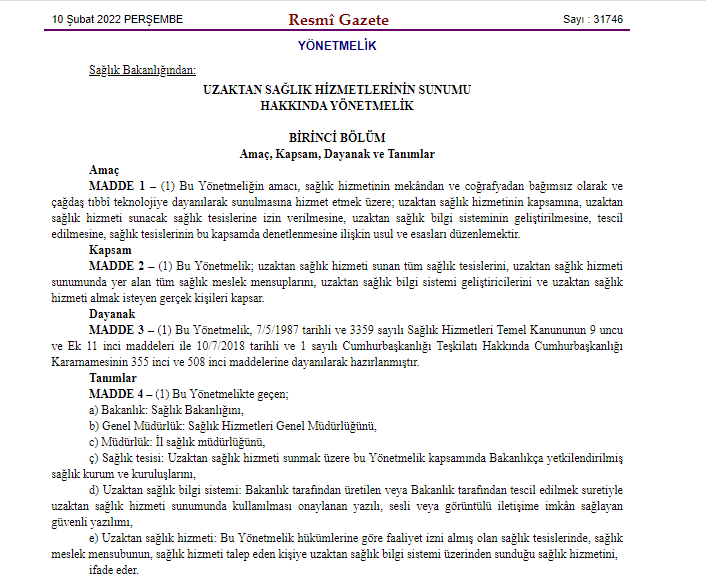 10 Şubat 2022 PERŞEMBE
Resmî Gazete
Sayı : 31746
YÖNETMELİK
Sağlık Bakanlığından:
UZAKTAN SAĞLIK HİZMETLERİNİN SUNUMU
HAKKINDA YÖNETMELİK
BİRİNCİ BÖLÜM
Amaç, Kapsam, Dayanak ve Tanımlar
Amaç
MADDE 1 – (1) Bu Yönetmeliğin amacı, sağlık hizmetinin mekândan ve coğrafyadan bağımsız olarak ve
çağdaş tıbbî teknolojiye dayanılarak sunulmasına hizmet etmek üzere; uzaktan sağlık hizmetinin kapsamına, uzaktan
sağlık hizmeti sunacak sağlık tesislerine izin verilmesine, uzaktan sağlık bilgi sisteminin geliştirilmesine, tescil
edilmesine, sağlık tesislerinin bu kapsamda denetlenmesine ilişkin usul ve esasları düzenlemektir.
Kapsam
MADDE 2 – (1) Bu Yönetmelik; uzaktan sağlık hizmeti sunan tüm sağlık tesislerini, uzaktan sağlık hizmeti
sunumunda yer alan tüm sağlık meslek mensuplarını, uzaktan sağlık bilgi sistemi geliştiricilerini ve uzaktan sağlık
hizmeti almak isteyen gerçek kişileri kapsar.
Dayanak
MADDE 3 – (1) Bu Yönetmelik, 7/5/1987 tarihli ve 3359 sayılı Sağlık Hizmetleri Temel Kanununun 9 uncu
ve Ek 11 inci maddeleri ile 10/7/2018 tarihli ve 1 sayılı Cumhurbaşkanlığı Teşkilatı Hakkında Cumhurbaşkanlığı
Kararnamesinin 355 inci ve 508 inci maddelerine dayanılarak hazırlanmıştır.
Tanımlar
MADDE 4 – (1) Bu Yönetmelikte geçen;
a) Bakanlık: Sağlık Bakanlığını,
b) Genel Müdürlük: Sağlık Hizmetleri Genel Müdürlüğünü,
c) Müdürlük: İl sağlık müdürlüğünü,
ç) Sağlık tesisi: Uzaktan sağlık hizmeti sunmak üzere bu Yönetmelik kapsamında Bakanlıkça yetkilendirilmiş
sağlık kurum ve kuruluşlarını,
d) Uzaktan sağlık bilgi sistemi: Bakanlık tarafından üretilen veya Bakanlık tarafından tescil edilmek suretiyle
uzaktan sağlık hizmeti sunumunda kullanılması onaylanan yazılı, sesli veya görüntülü iletişime imkân sağlayan
güvenli yazılımı,
e) Uzaktan sağlık hizmeti: Bu Yönetmelik hükümlerine göre faaliyet izni almış olan sağlık tesislerinde, sağlık
meslek mensubunun, sağlık hizmeti talep eden kişiye uzaktan sağlık bilgi sistemi üzerinden sunduğu sağlık hizmetini,
ifade eder.